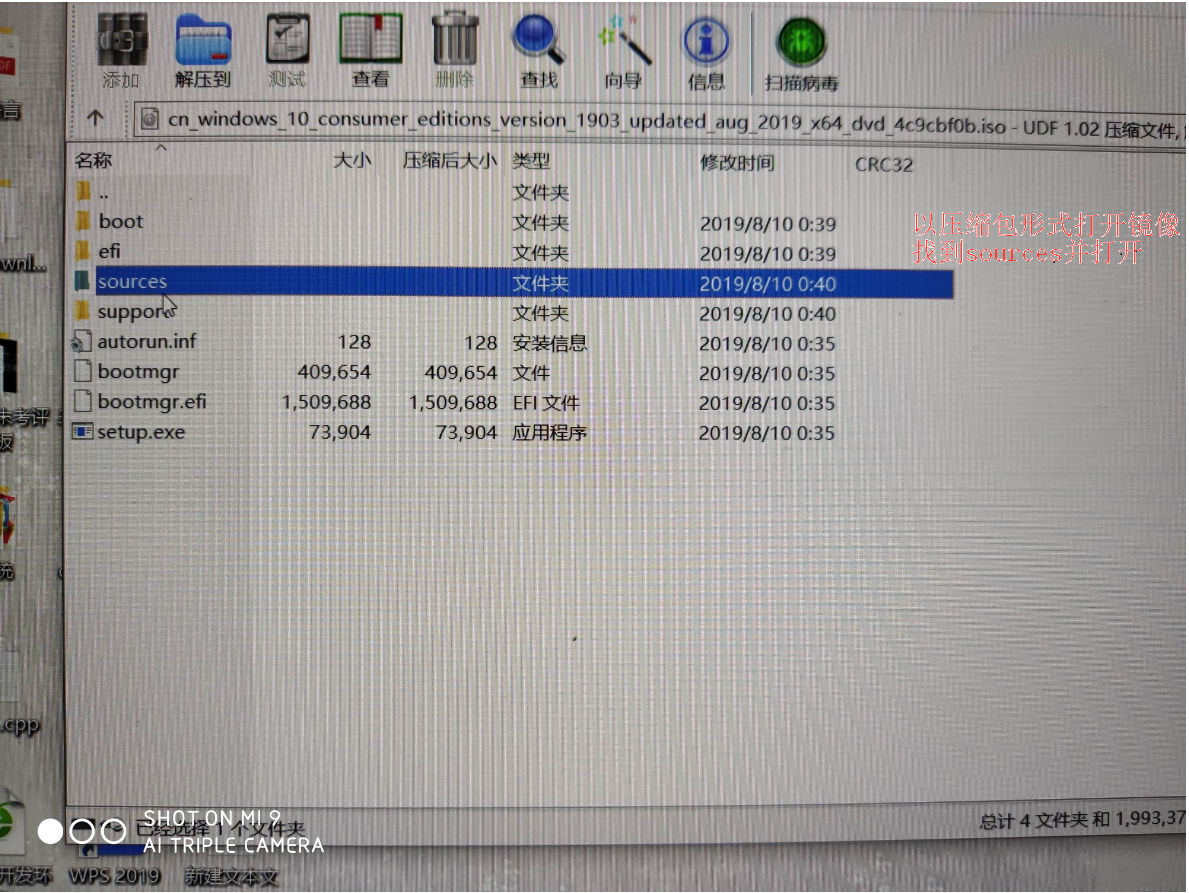 添加 解压到 测试 查看 删除 查找 向导 信息 扫描病毒
cn_windows_10_consumer_editions_version_1903_updated_aug_2019_x64_dvd_4c9cbf0b.iso - UDF 1.02 压缩文件,
名称 大小 压缩后大小 类型 修改时间 CRC32
.. 文件夹
boot 文件夹 2019/8/10 0:39
efi 文件夹 2019/8/10 0:39
以压缩包形式打开镜像
找到sources并打开
sources 文件夹 2019/8/10 0:40
support 文件夹 2019/8/10 0:40
autorun.inf 128 128 安装信息 2019/8/10 0:35
bootmgr 409,654 409,654 文件 2019/8/10 0:35
bootmgr.efi 1,509,688 1,509,688 EFI 文件 2019/8/10 0:35
setup.exe 73,904 73,904 应用程序 2019/8/10 0:35
.cpp
已经选择 1 个文件夹
总计 4 文件夹 和 1,993,37
SHOT ON MI 9
AI TRIPLE CAMERA
开发环 WPS 2019 新建文本文